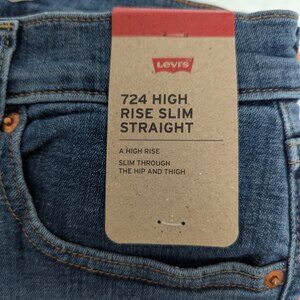 Levi's
724 HIGH
RISE SLIM
STRAIGHT
A HIGH RISE
SLIM THROUGH
THE HIP AND THIGH